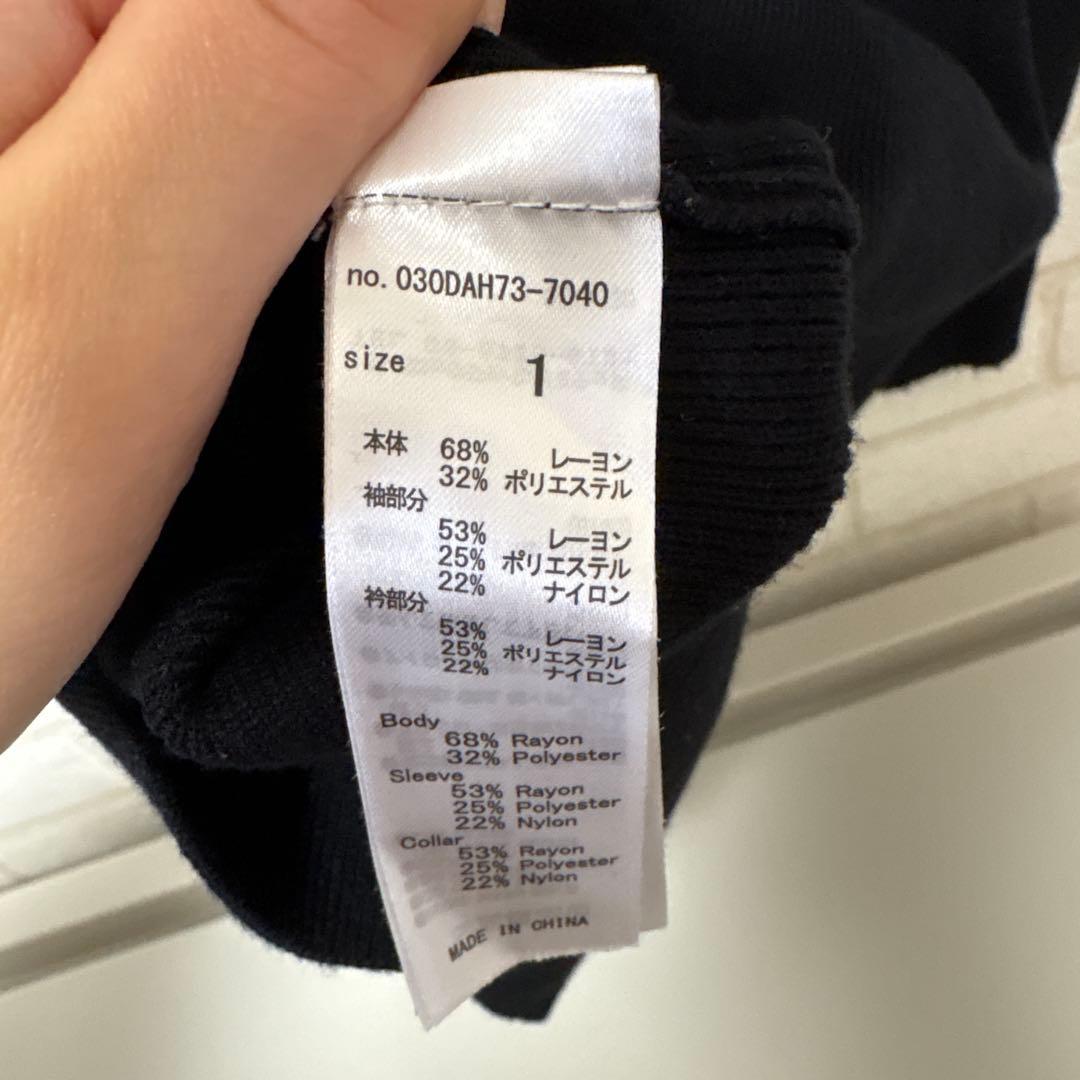 no. 030DAH73-7040
size 1
本体 68% レーヨン
32% ポリエステル
袖部分
53% レーヨン
25% ポリエステル
22% ナイロン
衿部分
53% レーヨン
25% ポリエステル
22% ナイロン
Body
68% Rayon
32% Polyester
Sleeve
53% Rayon
25% Polyester
22% Nylon
Collar
53% Rayon
25% Polyester
22% Nylon
MADE IN CHINA